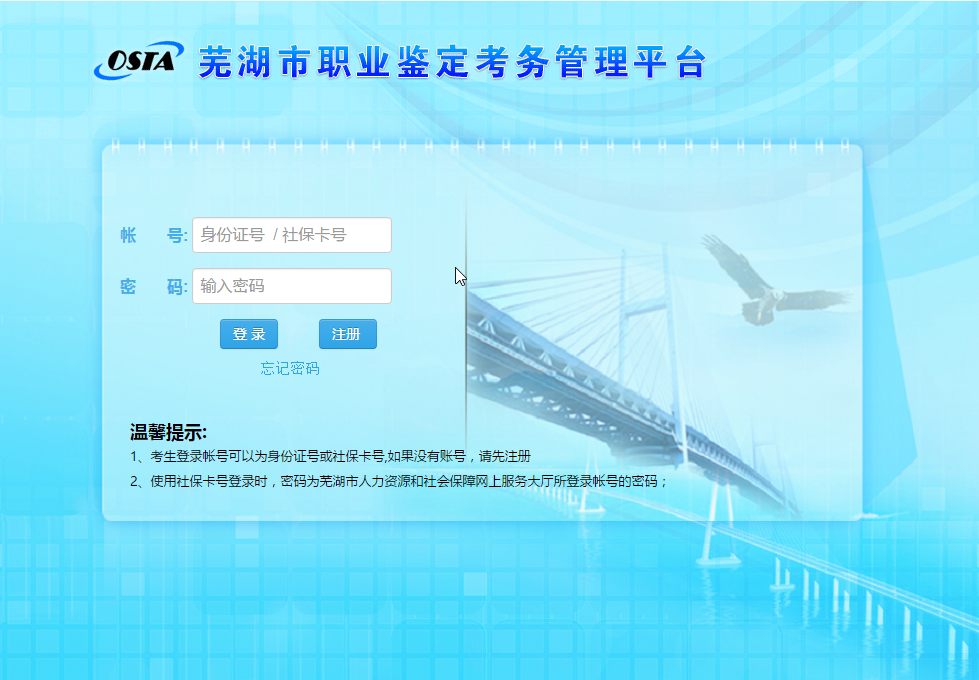 OSTA 芜湖市职业鉴定考务管理平台
帐 号: 身份证号 / 社保卡号
密 码: 输入密码
登 录 注册
忘记密码
温馨提示:
1、考生登录帐号可以为身份证号或社保卡号,如果没有账号，请先注册
2、使用社保卡号登录时，密码为芜湖市人力资源和社会保障网上服务大厅所登录帐号的密码；